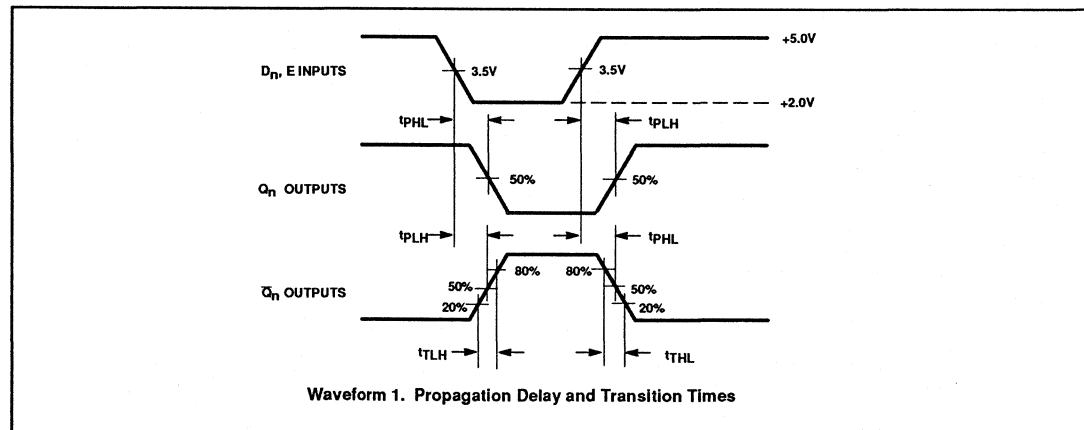 +5.0V
Dn, E INPUTS
3.5V
3.5V
+2.0V
tPHL
tPLH
Qn OUTPUTS
50%
50%
tPLH
tPHL
80%
80%
Q̅n OUTPUTS
50%
50%
20%
20%
tTLH
tTHL
Waveform 1. Propagation Delay and Transition Times